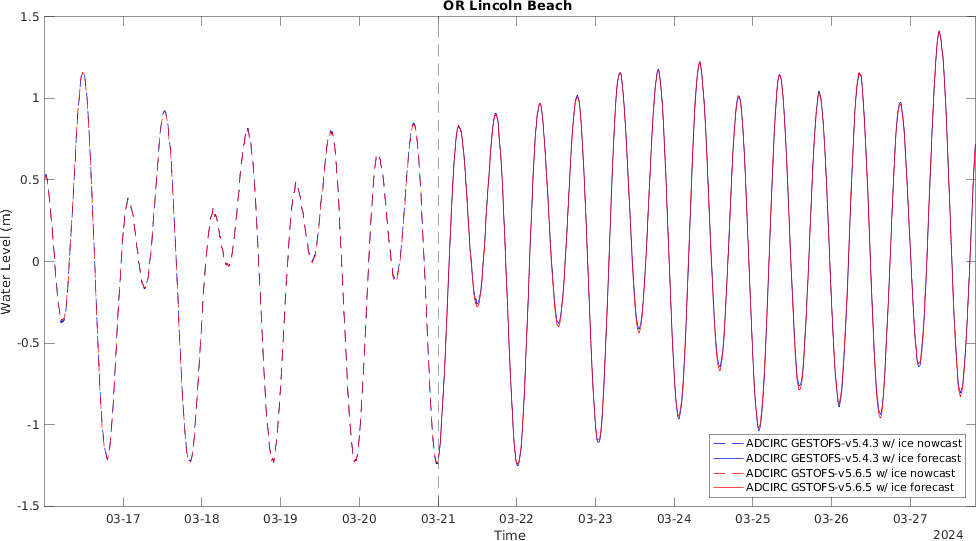 OR Lincoln Beach
1.5
1
0.5
0
-0.5
-1
-1.5
Water Level (m)
03-17 03-18 03-19 03-20 03-21 03-22 03-23 03-24 03-25 03-26 03-27
Time
2024
ADCIRC GESTOFS-v5.4.3 w/ ice nowcast
ADCIRC GESTOFS-v5.4.3 w/ ice forecast
ADCIRC GSTOFS-v5.6.5 w/ ice nowcast
ADCIRC GSTOFS-v5.6.5 w/ ice forecast